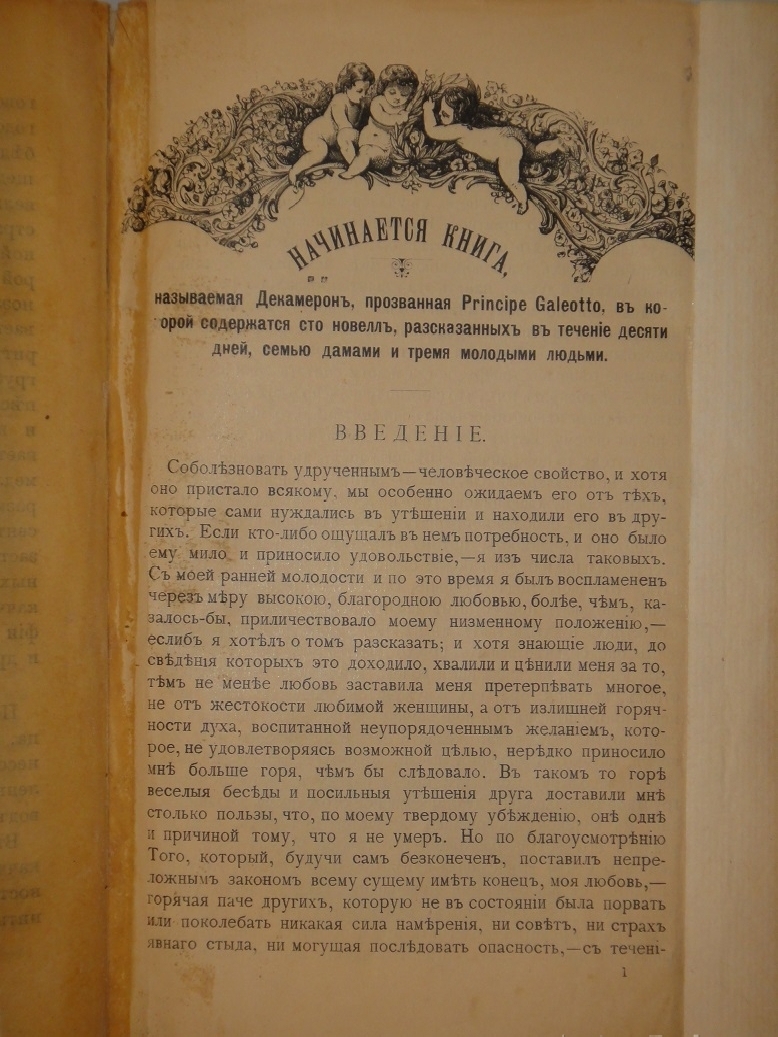 НАЧИНАЕТСЯ КНИГА,
называемая Декамеронъ, прозванная Principe Galeotto, въ ко-
орой содержатся сто новеллъ, разсказанныхъ въ теченіе десяти
дней, семью дамами и тремя молодыми людьми.
ВВЕДЕНІЕ.
Соболѣзновать удрученнымъ—человѣческое свойство, и хотя
оно пристало всякому, мы особенно ожидаемъ его отъ тѣхъ,
которые сами нуждались въ утѣшеніи и находили его въ дру-
гихъ. Если кто-либо ощущалъ въ немъ потребность, и оно было
ему мило и приносило удовольствіе,—я изъ числа таковыхъ.
Съ моей ранней молодости и по это время я былъ воспламененъ
черезъ мѣру высокою, благородною любовью, болѣе, чѣмъ, ка-
залось-бы, приличествовало моему низменному положенію,—
еслибъ я хотѣлъ о томъ разсказать; и хотя знающіе люди, до
свѣдѣнія которыхъ это доходило, хвалили и цѣнили меня за то,
тѣмъ не менѣе любовь заставила меня претерпѣвать многое,
не отъ жестокости любимой женщины, а отъ излишней горяч-
ности духа, воспитанной неупорядоченнымъ желаніемъ, кото-
рое, не удовлетворяясь возможной цѣлью, нерѣдко приносило
мнѣ больше горя, чѣмъ бы слѣдовало. Въ такомъ то горѣ
веселыя бесѣды и посильныя утѣшенія друга доставили мнѣ
столько пользы, что, по моему твердому убѣжденію, онѣ однѣ
и причиной тому, что я не умеръ. Но по благоусмотрѣнію
Того, который, будучи самъ безконеченъ, поставилъ непре-
ложнымъ закономъ всему сущему имѣть конецъ, моя любовь,—
горячая паче другихъ, которую не въ состояніи была порвать
или поколебать никакая сила намѣренія, ни совѣтъ, ни страхъ
явнаго стыда, ни могущая послѣдовать опасность,—съ течені-
1